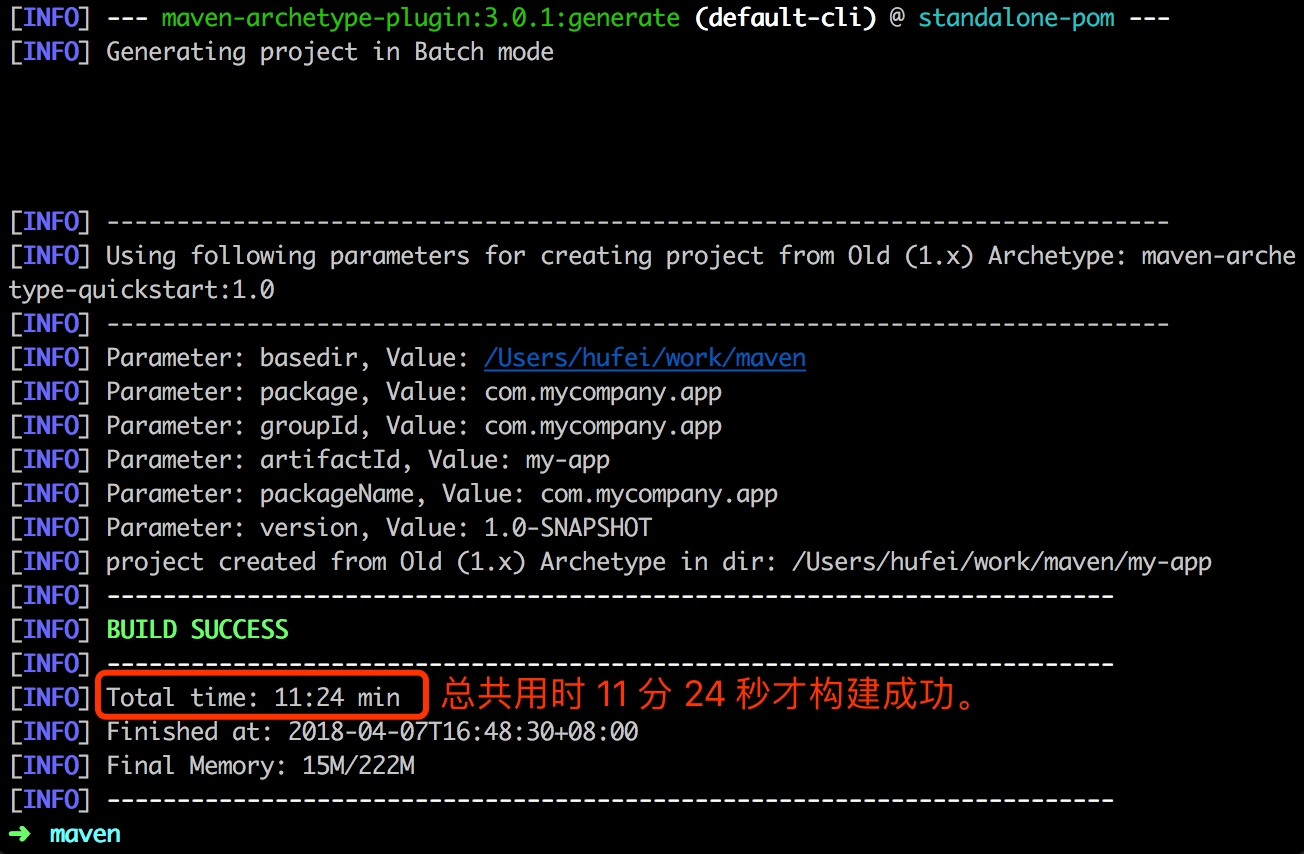 [INFO] --- maven-archetype-plugin:3.0.1:generate (default-cli) @ standalone-pom ---
[INFO] Generating project in Batch mode
[INFO] ----------------------------------------------------------------------------
[INFO] Using following parameters for creating project from Old (1.x) Archetype: maven-arche
type-quickstart:1.0
[INFO] ----------------------------------------------------------------------------
[INFO] Parameter: basedir, Value: /Users/hufei/work/maven
[INFO] Parameter: package, Value: com.mycompany.app
[INFO] Parameter: groupId, Value: com.mycompany.app
[INFO] Parameter: artifactId, Value: my-app
[INFO] Parameter: packageName, Value: com.mycompany.app
[INFO] Parameter: version, Value: 1.0-SNAPSHOT
[INFO] project created from Old (1.x) Archetype in dir: /Users/hufei/work/maven/my-app
[INFO] ------------------------------------------------------------------------
[INFO] BUILD SUCCESS
[INFO] ------------------------------------------------------------------------
[INFO] Total time: 11:24 min 总共用时 11 分 24 秒才构建成功。
[INFO] Finished at: 2018-04-07T16:48:30+08:00
[INFO] Final Memory: 15M/222M
[INFO] ------------------------------------------------------------------------
➜ maven